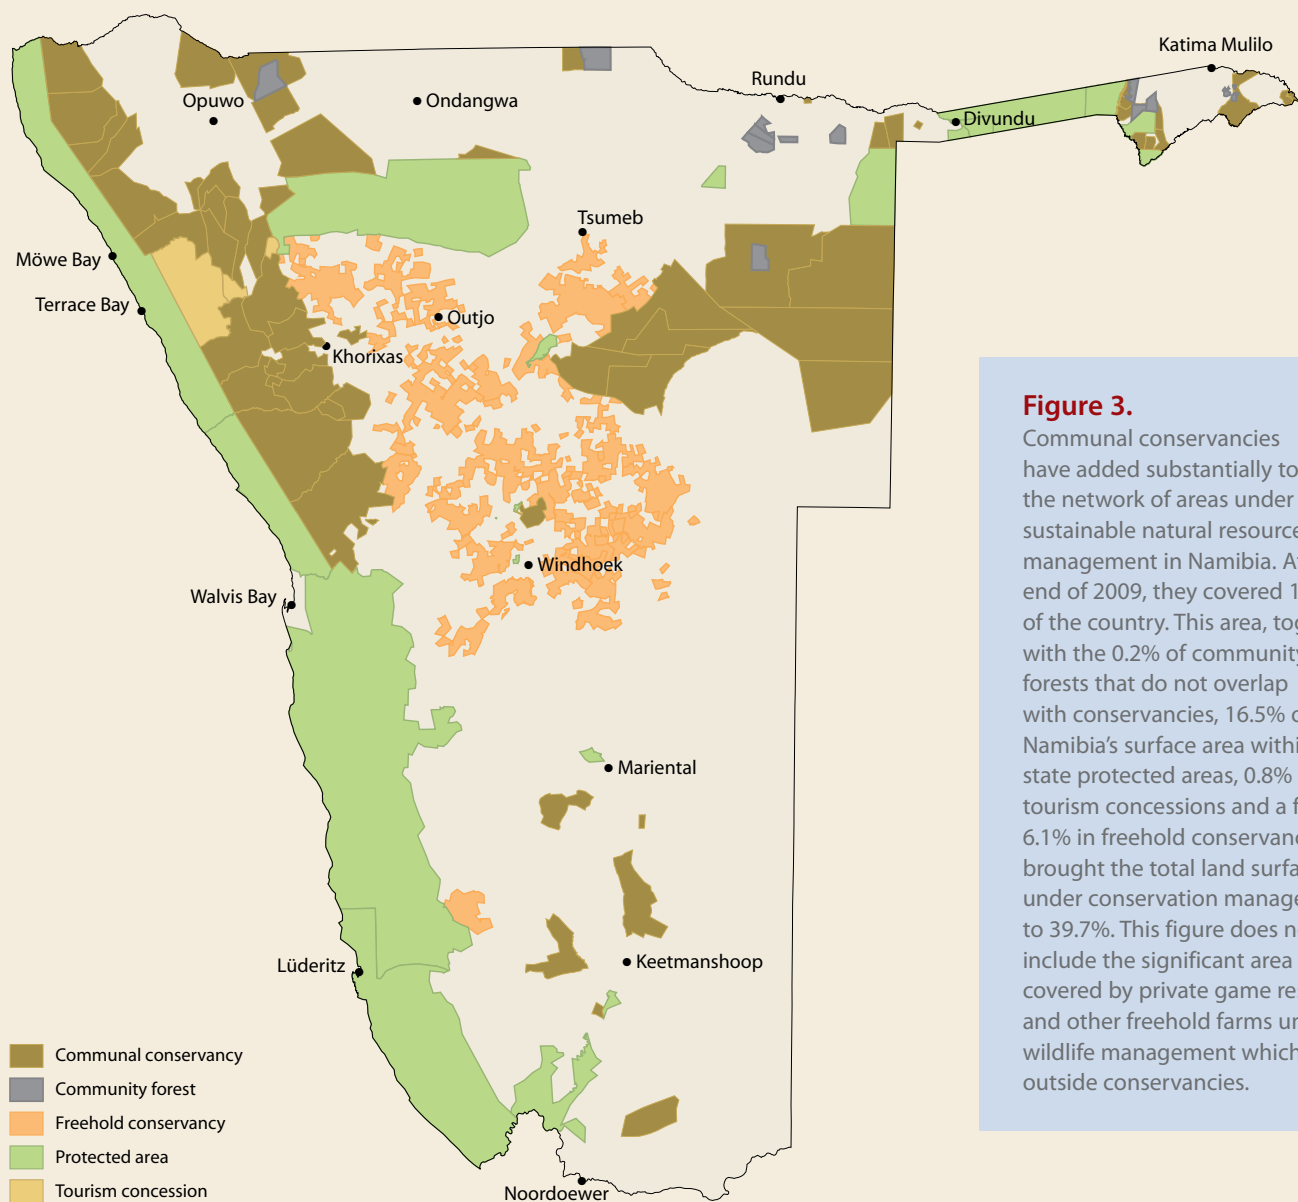 Katima Mulilo
Rundu
Opuwo
Ondangwa
Divundu
Tsumeb
Möwe Bay
Terrace Bay
Outjo
Khorixas
Windhoek
Walvis Bay
Mariental
Lüderitz
Keetmanshoop
Noordoewer
Communal conservancy
Community forest
Freehold conservancy
Protected area
Tourism concession
Figure 3.
Communal conservancies
have added substantially to
the network of areas under
sustainable natural resource
management in Namibia.
end of 2009, they covered
of the country. This area,
with the 0.2% of community
forests that do not overlap
with conservancies, 16.5%
Namibia's surface area
state protected areas, 0.8%
tourism concessions and a
6.1% in freehold
brought the total land
under conservation
to 39.7%. This figure does
include the significant area
covered by private game
and other freehold farms
wildlife management which
outside conservancies.